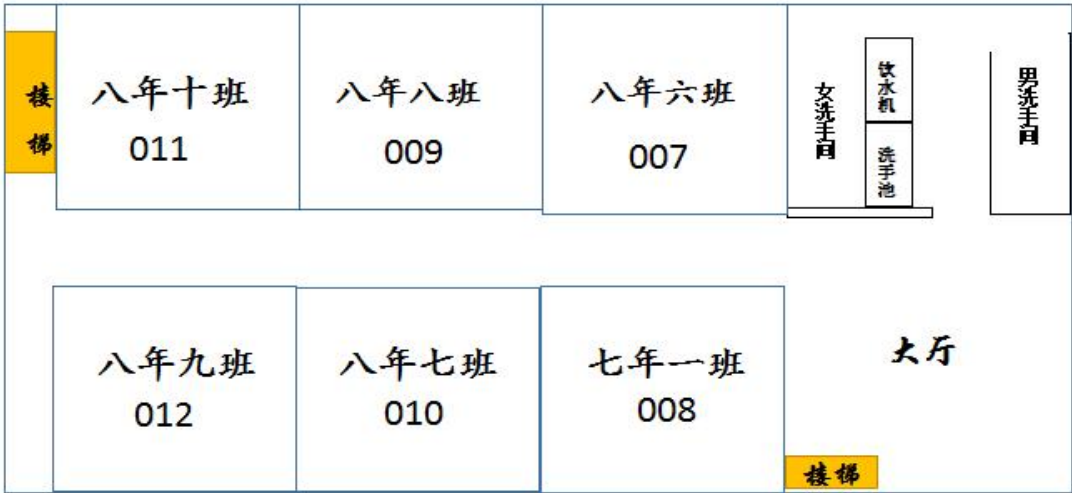 楼梯
八年十班
011
八年八班
009
八年六班
007
女洗手间
饮水机
洗手池
男洗手间
八年九班
012
八年七班
010
七年一班
008
大厅
楼梯